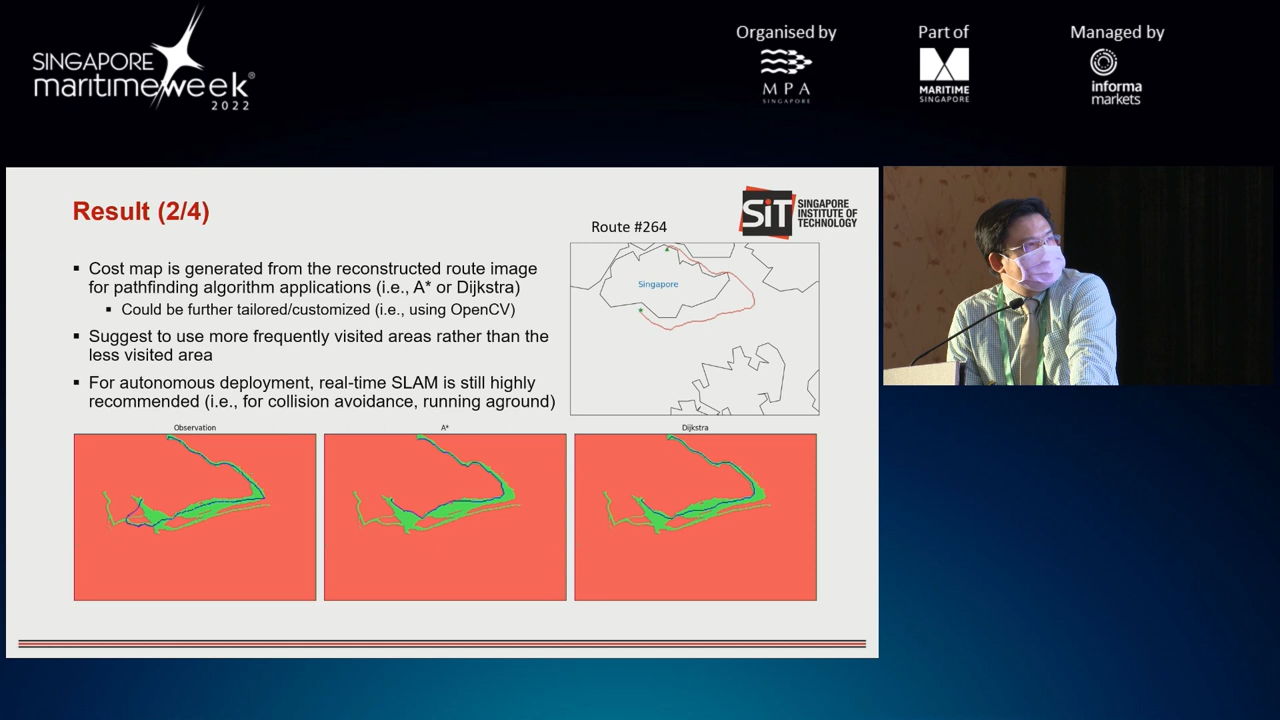 SINGAPORE
maritimeweek®
2022
Organised by
MPA
SINGAPORE
Part of
MARITIME
SINGAPORE
Managed by
informa
markets
Result (2/4)
SiT
SINGAPORE
INSTITUTE OF
TECHNOLOGY
▪ Cost map is generated from the reconstructed route image
for pathfinding algorithm applications (i.e., A* or Dijkstra)
▪ Could be further tailored/customized (i.e., using OpenCV)
▪ Suggest to use more frequently visited areas rather than the
less visited area
▪ For autonomous deployment, real-time SLAM is still highly
recommended (i.e., for collision avoidance, running aground)
Route #264
Singapore
Observation
A*
Dijkstra